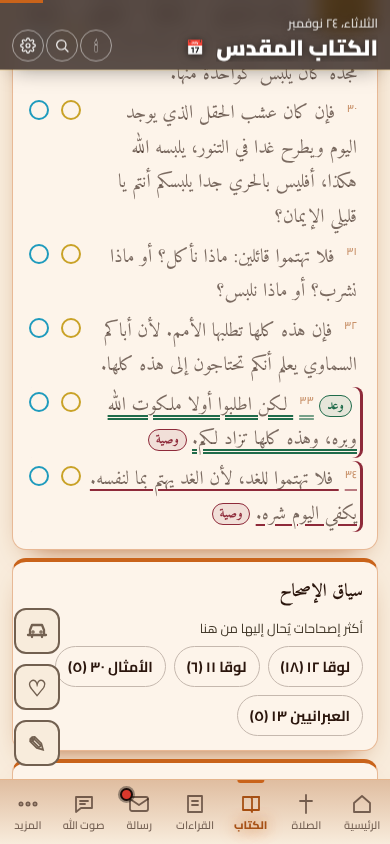 الثلاثاء، ٢٤ نوفمبر
الكتاب المقدس
مجده كان يلبس كواحدة منها.
٣٠ فإن كان عشب الحقل الذي يوجد
اليوم ويطرح غدا في التنور، يلبسه الله
هكذا، أفليس بالحري جدا يلبسكم أنتم يا
قليلي الإيمان؟
٣١ فلا تهتموا قائلين: ماذا نأكل؟ أو ماذا
نشرب؟ أو ماذا نلبس؟
٣٢ فإن هذه كلها تطلبها الأمم. لأن أباكم
السماوي يعلم أنكم تحتاجون إلى هذه كلها.
وعد ٣٣ لكن اطلبوا أولا ملكوت الله
وبره، وهذه كلها تزاد لكم. وصية
٣٤ فلا تهتموا للغد، لأن الغد يهتم بما لنفسه.
يكفي اليوم شره. وصية
سياق الإصحاح
أكثر إصحاحات يُحال إليها من هنا
لوقا ١٢ (١٨)
لوقا ١١ (٦)
الأمثال ٣٠ (٥)
العبرانيين ١٣ (٥)
الرئيسية
الصلاة
الكتاب
القراءات
رسالة
صوت الله
المزيد